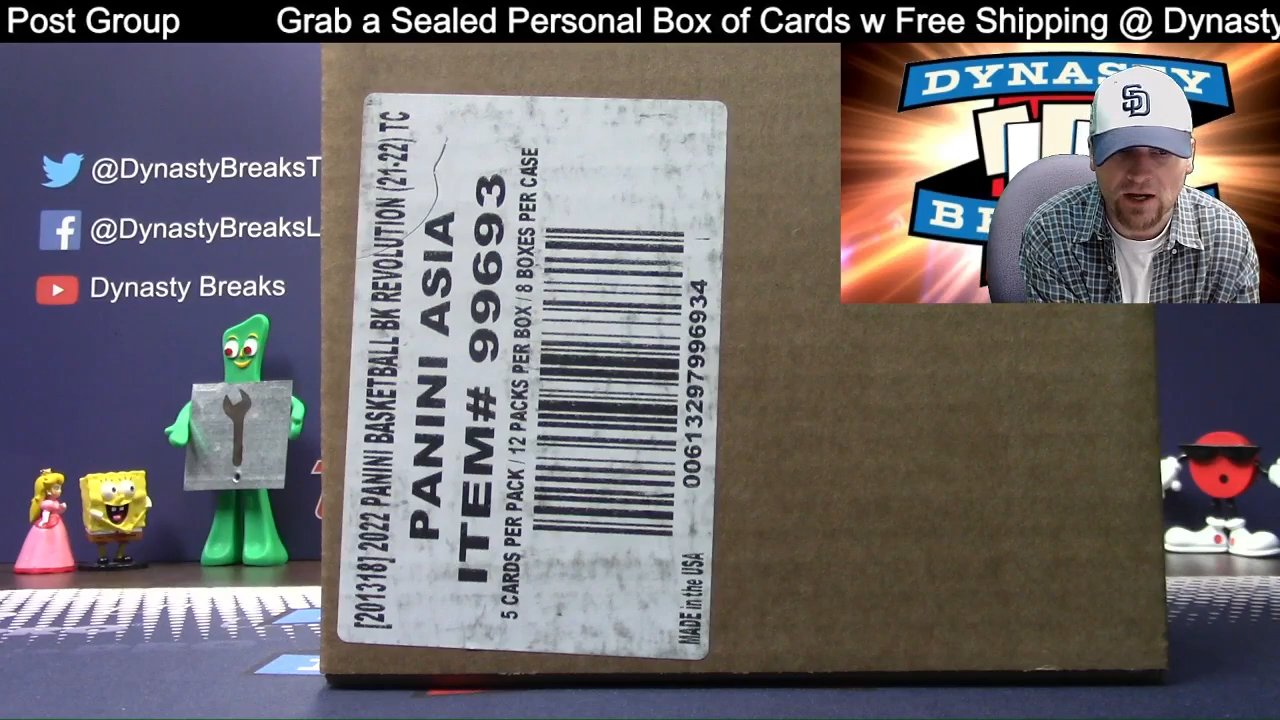 Post Group Grab a Sealed Personal Box of Cards w Free Shipping @ Dynasty
DYNASTY
SD
@DynastyBreaksT
@DynastyBreaksL
Dynasty Breaks
[201318] 2022 PANINI BASKETBALL BK REVOLUTION (21-22) TC
PANINI ASIA
ITEM# 99693
5 CARDS PER PACK / 12 PACKS PER BOX / 8 BOXES PER CASE
00613297996934
MADE in the USA